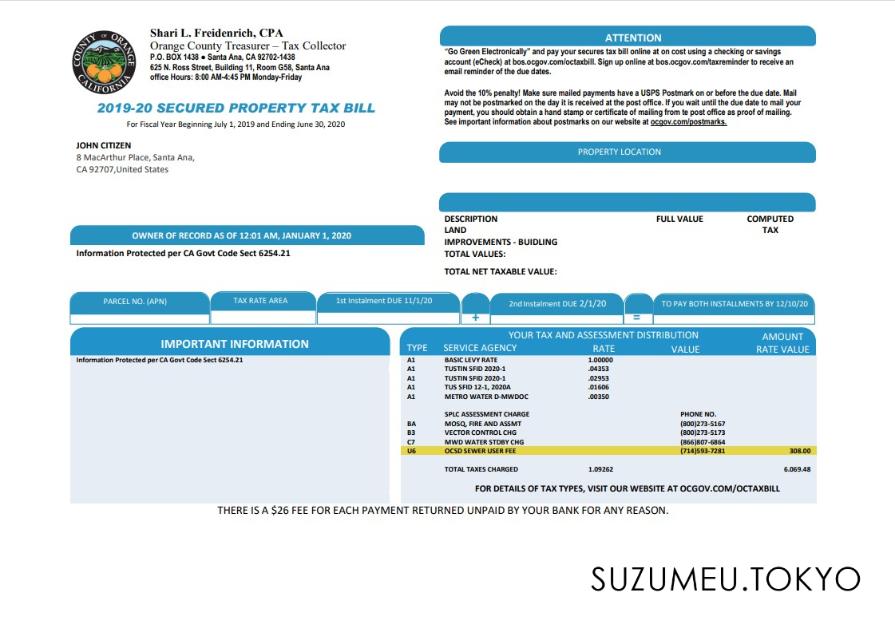 COUNTY OF ORANGE
CALIFORNIA
Shari L. Freidenrich, CPA
Orange County Treasurer – Tax Collector
P.O. BOX 1438 ● Santa Ana, CA 92702-1438
625 N. Ross Street, Building 11, Room G58, Santa Ana
office Hours: 8:00 AM-4:45 PM Monday-Friday
2019-20 SECURED PROPERTY TAX BILL
For Fiscal Year Beginning July 1, 2019 and Ending June 30, 2020
JOHN CITIZEN
8 MacArthur Place, Santa Ana,
CA 92707,United States
ATTENTION
"Go Green Electronically" and pay your secures tax bill online at on cost using a checking or savings
account (eCheck) at bos.ocgov.com/octaxbill. Sign up online at bos.ocgov.com/taxreminder to receive an
email reminder of the due dates.
Avoid the 10% penalty! Make sure mailed payments have a USPS Postmark on or before the due date. Mail
may not be postmarked on the day it is received at the post office. If you wait until the due date to mail your
payment, you should obtain a hand stamp or certificate of mailing from te post office as proof of mailing.
See important information about postmarks on our website at ocgov.com/postmarks.
PROPERTY LOCATION
DESCRIPTION FULL VALUE COMPUTED
LAND TAX
IMPROVEMENTS - BUIDLING
TOTAL VALUES:
TOTAL NET TAXABLE VALUE:
OWNER OF RECORD AS OF 12:01 AM, JANUARY 1, 2020
Information Protected per CA Govt Code Sect 6254.21
PARCEL NO. (APN) TAX RATE AREA 1st Instalment DUE 11/1/20 + 2nd Instalment DUE 2/1/20 = TO PAY BOTH INSTALLMENTS BY 12/10/20
IMPORTANT INFORMATION
Information Protected per CA Govt Code Sect 6254.21
YOUR TAX AND ASSESSMENT DISTRIBUTION AMOUNT
TYPE SERVICE AGENCY RATE VALUE RATE VALUE
A1 BASIC LEVY RATE 1.00000
A1 TUSTIN SFID 2020-1 .04353
A1 TUSTIN SFID 2020-1 .02953
A1 TUS SFID 12-1, 2020A .01606
A1 METRO WATER D-MWDOC .00350
SPLC ASSESSMENT CHARGE PHONE NO.
BA MOSQ, FIRE AND ASSMT (800)273-5167
B3 VECTOR CONTROL CHG (800)273-5173
C7 MWD WATER STDBY CHG (866)807-6864
U6 OCSD SEWER USER FEE (714)593-7281 308.00
TOTAL TAXES CHARGED 1.09262 6.069.48
FOR DETAILS OF TAX TYPES, VISIT OUR WEBSITE AT OCGOV.COM/OCTAXBILL
THERE IS A $26 FEE FOR EACH PAYMENT RETURNED UNPAID BY YOUR BANK FOR ANY REASON.
SUZUMEU.TOKYO